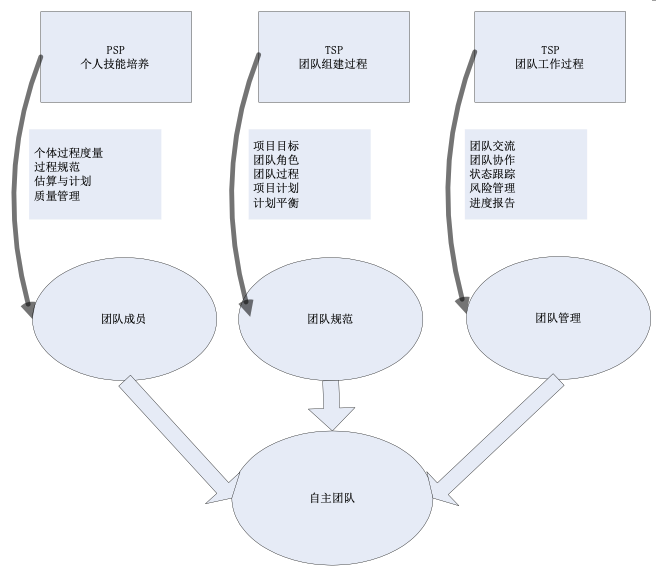 PSP
个人技能培养
TSP
团队组建过程
TSP
团队工作过程
个体过程度量
过程规范
估算与计划
质量管理
项目目标
团队角色
团队过程
项目计划
计划平衡
团队交流
团队协作
状态跟踪
风险管理
进度报告
团队成员
团队规范
团队管理
自主团队